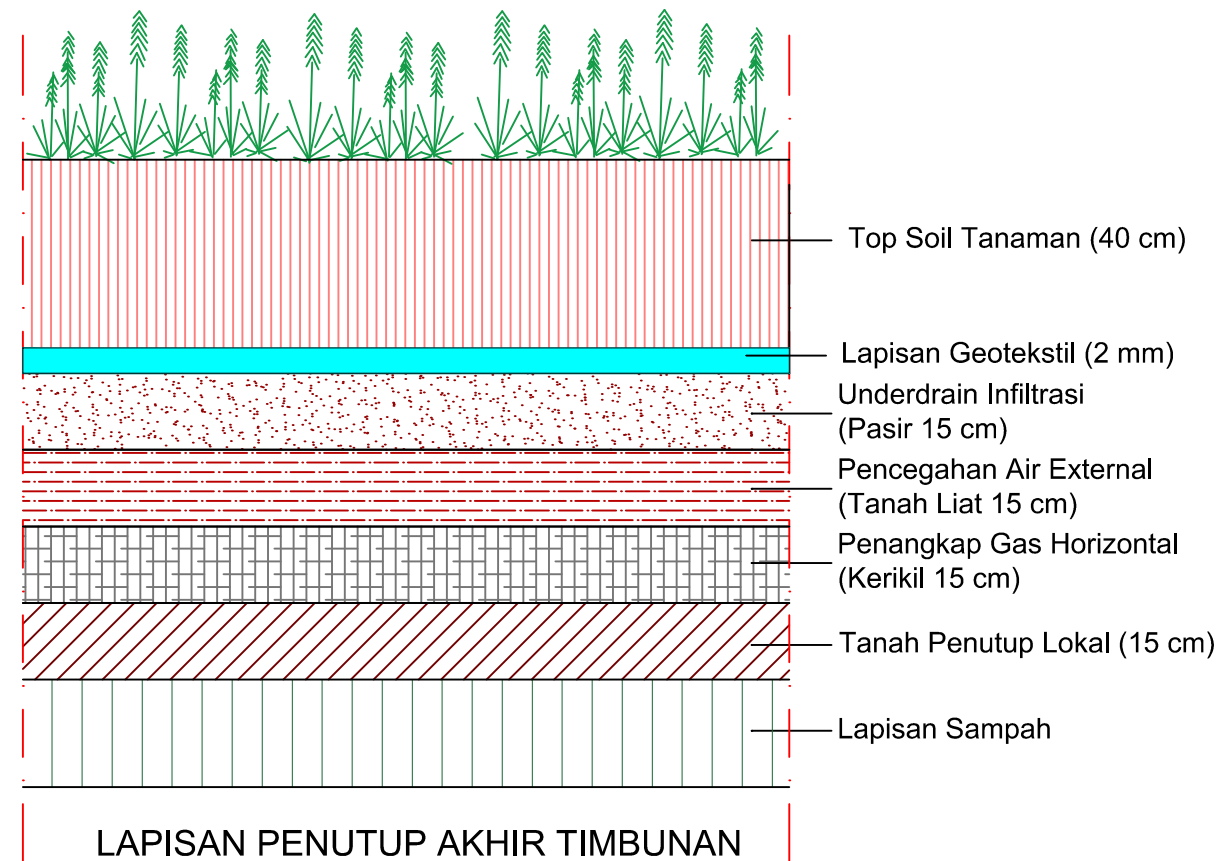 Top Soil Tanaman (40 cm)
Lapisan Geotekstil (2 mm)
Underdrain Infiltrasi
(Pasir 15 cm)
Pencegahan Air External
(Tanah Liat 15 cm)
Penangkap Gas Horizontal
(Kerikil 15 cm)
Tanah Penutup Lokal (15 cm)
Lapisan Sampah
LAPISAN PENUTUP AKHIR TIMBUNAN